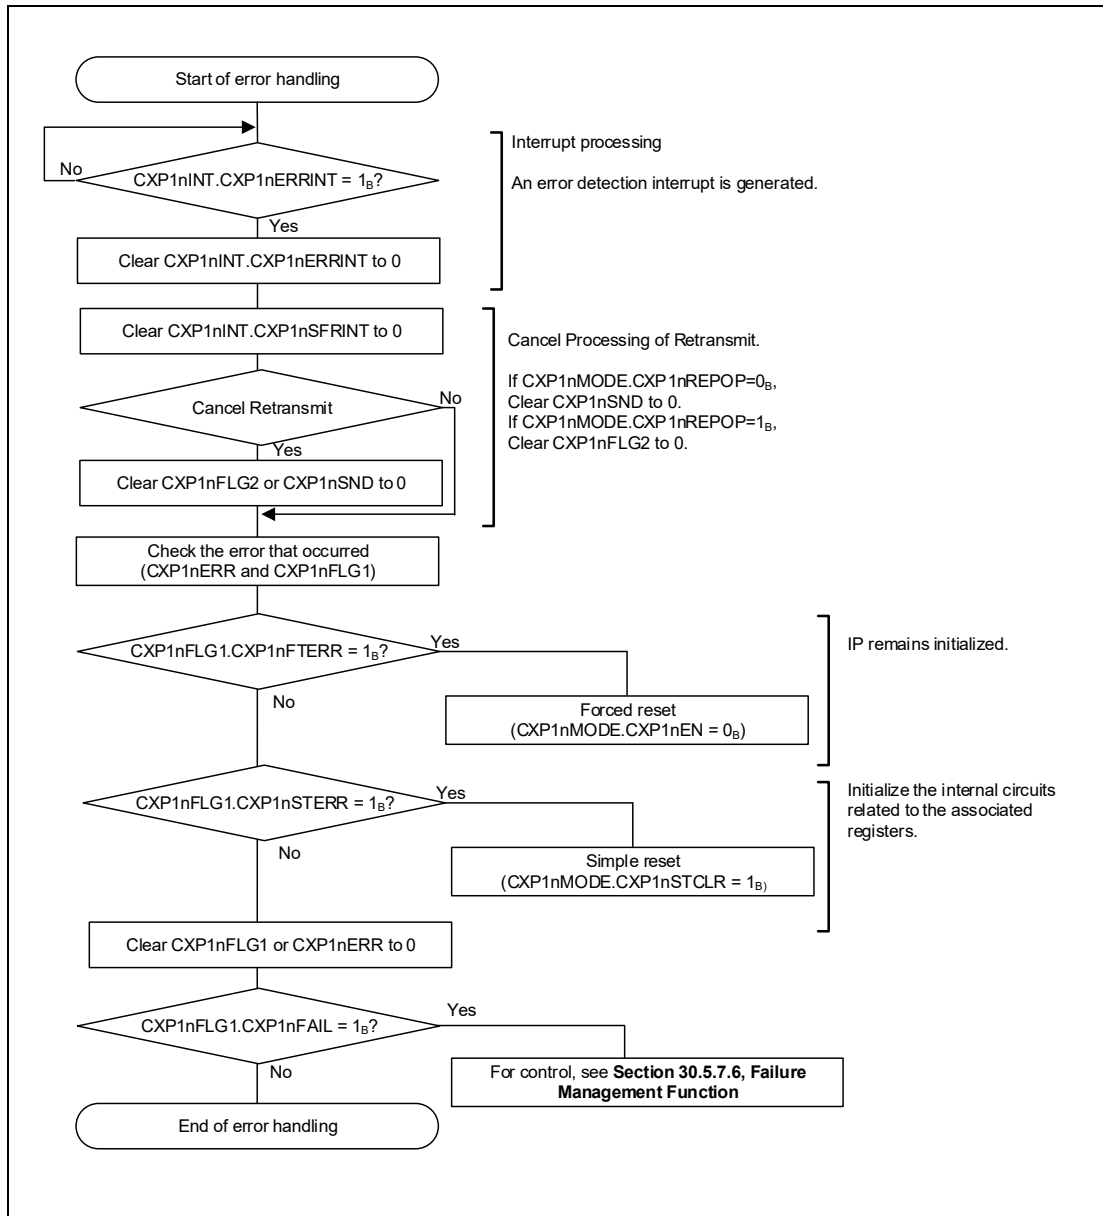 Start of error handling
No
CXP1nINT.CXP1nERRINT = 1B?
Yes
Clear CXP1nINT.CXP1nERRINT to 0
Interrupt processing
An error detection interrupt is generated.
Clear CXP1nINT.CXP1nSFRINT to 0
Cancel Retransmit
No
Yes
Clear CXP1nFLG2 or CXP1nSND to 0
Cancel Processing of Retransmit.
If CXP1nMODE.CXP1nREPOP=0B,
Clear CXP1nSND to 0.
If CXP1nMODE.CXP1nREPOP=1B,
Clear CXP1nFLG2 to 0.
Check the error that occurred
(CXP1nERR and CXP1nFLG1)
CXP1nFLG1.CXP1nFTERR = 1B?
Yes
No
Forced reset
(CXP1nMODE.CXP1nEN = 0B)
IP remains initialized.
CXP1nFLG1.CXP1nSTERR = 1B?
Yes
No
Simple reset
(CXP1nMODE.CXP1nSTCLR = 1B)
Initialize the internal circuits
related to the associated
registers.
Clear CXP1nFLG1 or CXP1nERR to 0
CXP1nFLG1.CXP1nFAIL = 1B?
Yes
No
For control, see Section 30.5.7.6, Failure
Management Function
End of error handling